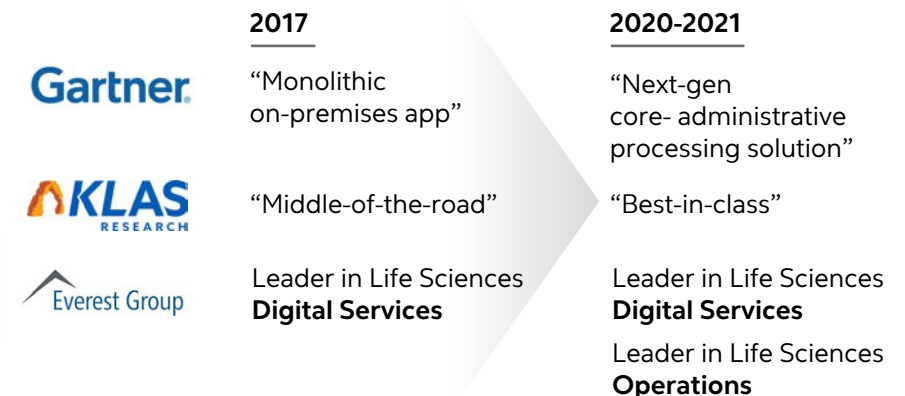 2017
2020-2021
Gartner®
“Monolithic
on-premises app”
“Next-gen
core- administrative
processing solution”
KLAS
RESEARCH
“Middle-of-the-road”
“Best-in-class”
Everest Group
Leader in Life Sciences
Digital Services
Leader in Life Sciences
Digital Services
Leader in Life Sciences
Operations